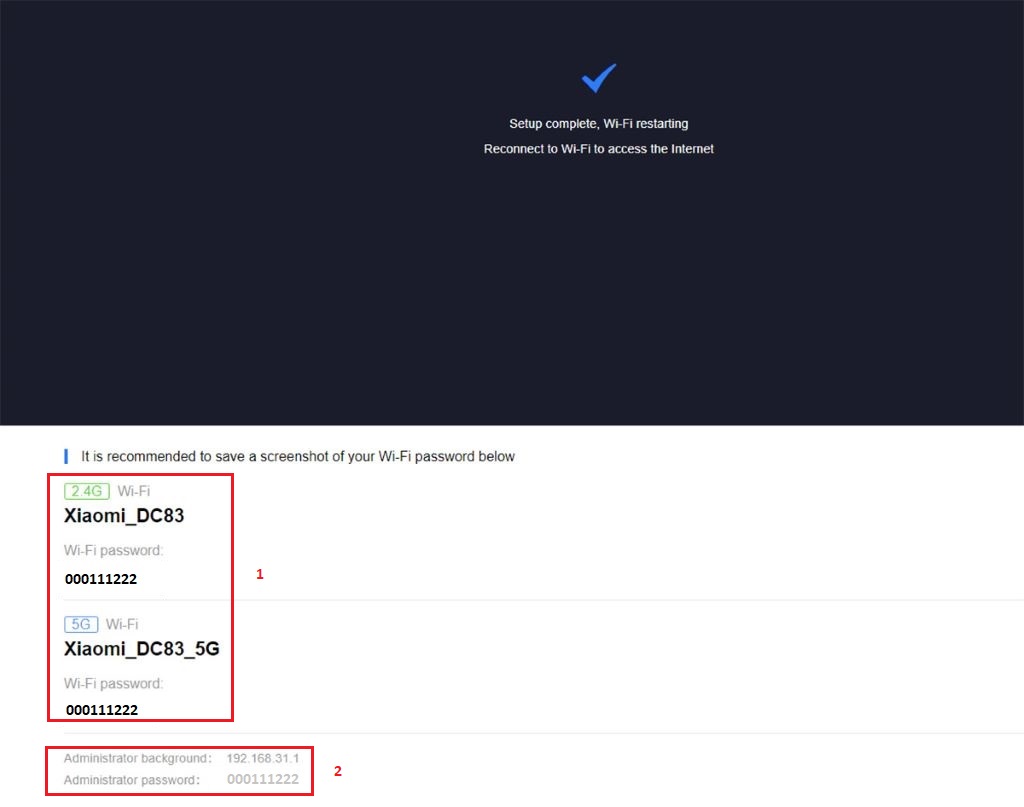 Setup complete, Wi-Fi restarting
Reconnect to Wi-Fi to access the Internet
It is recommended to save a screenshot of your Wi-Fi password below
2.4G Wi-Fi
Xiaomi_DC83
Wi-Fi password:
000111222
1
5G Wi-Fi
Xiaomi_DC83_5G
Wi-Fi password:
000111222
Administrator background: 192.168.31.1
Administrator password: 000111222
2